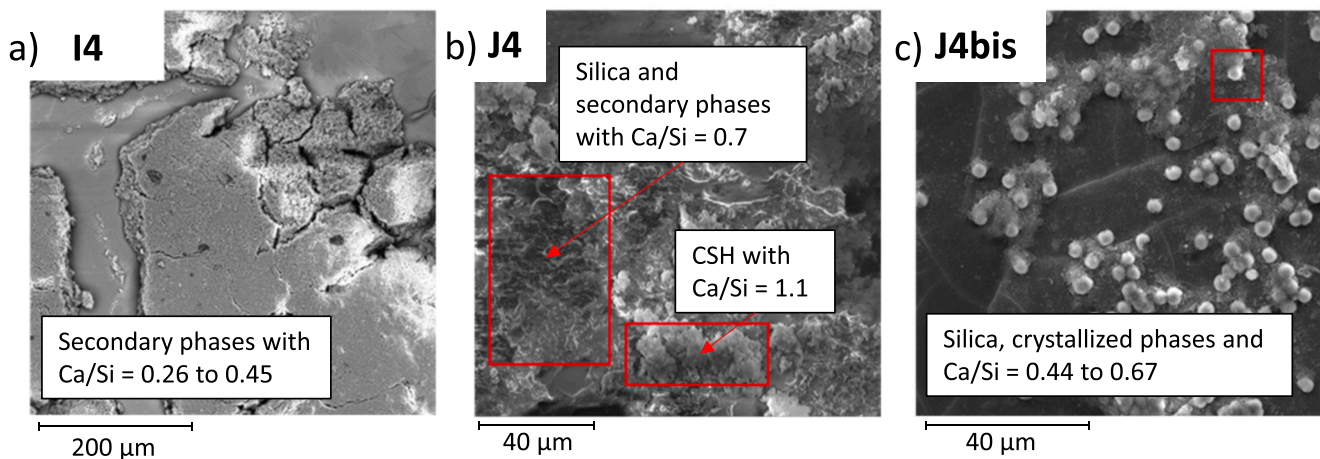 a) I4
Secondary phases with
Ca/Si = 0.26 to 0.45
200 µm
b) J4
Silica and
secondary phases
with Ca/Si = 0.7
CSH with
Ca/Si = 1.1
40 µm
c) J4bis
Silica, crystallized phases and
Ca/Si = 0.44 to 0.67
40 µm